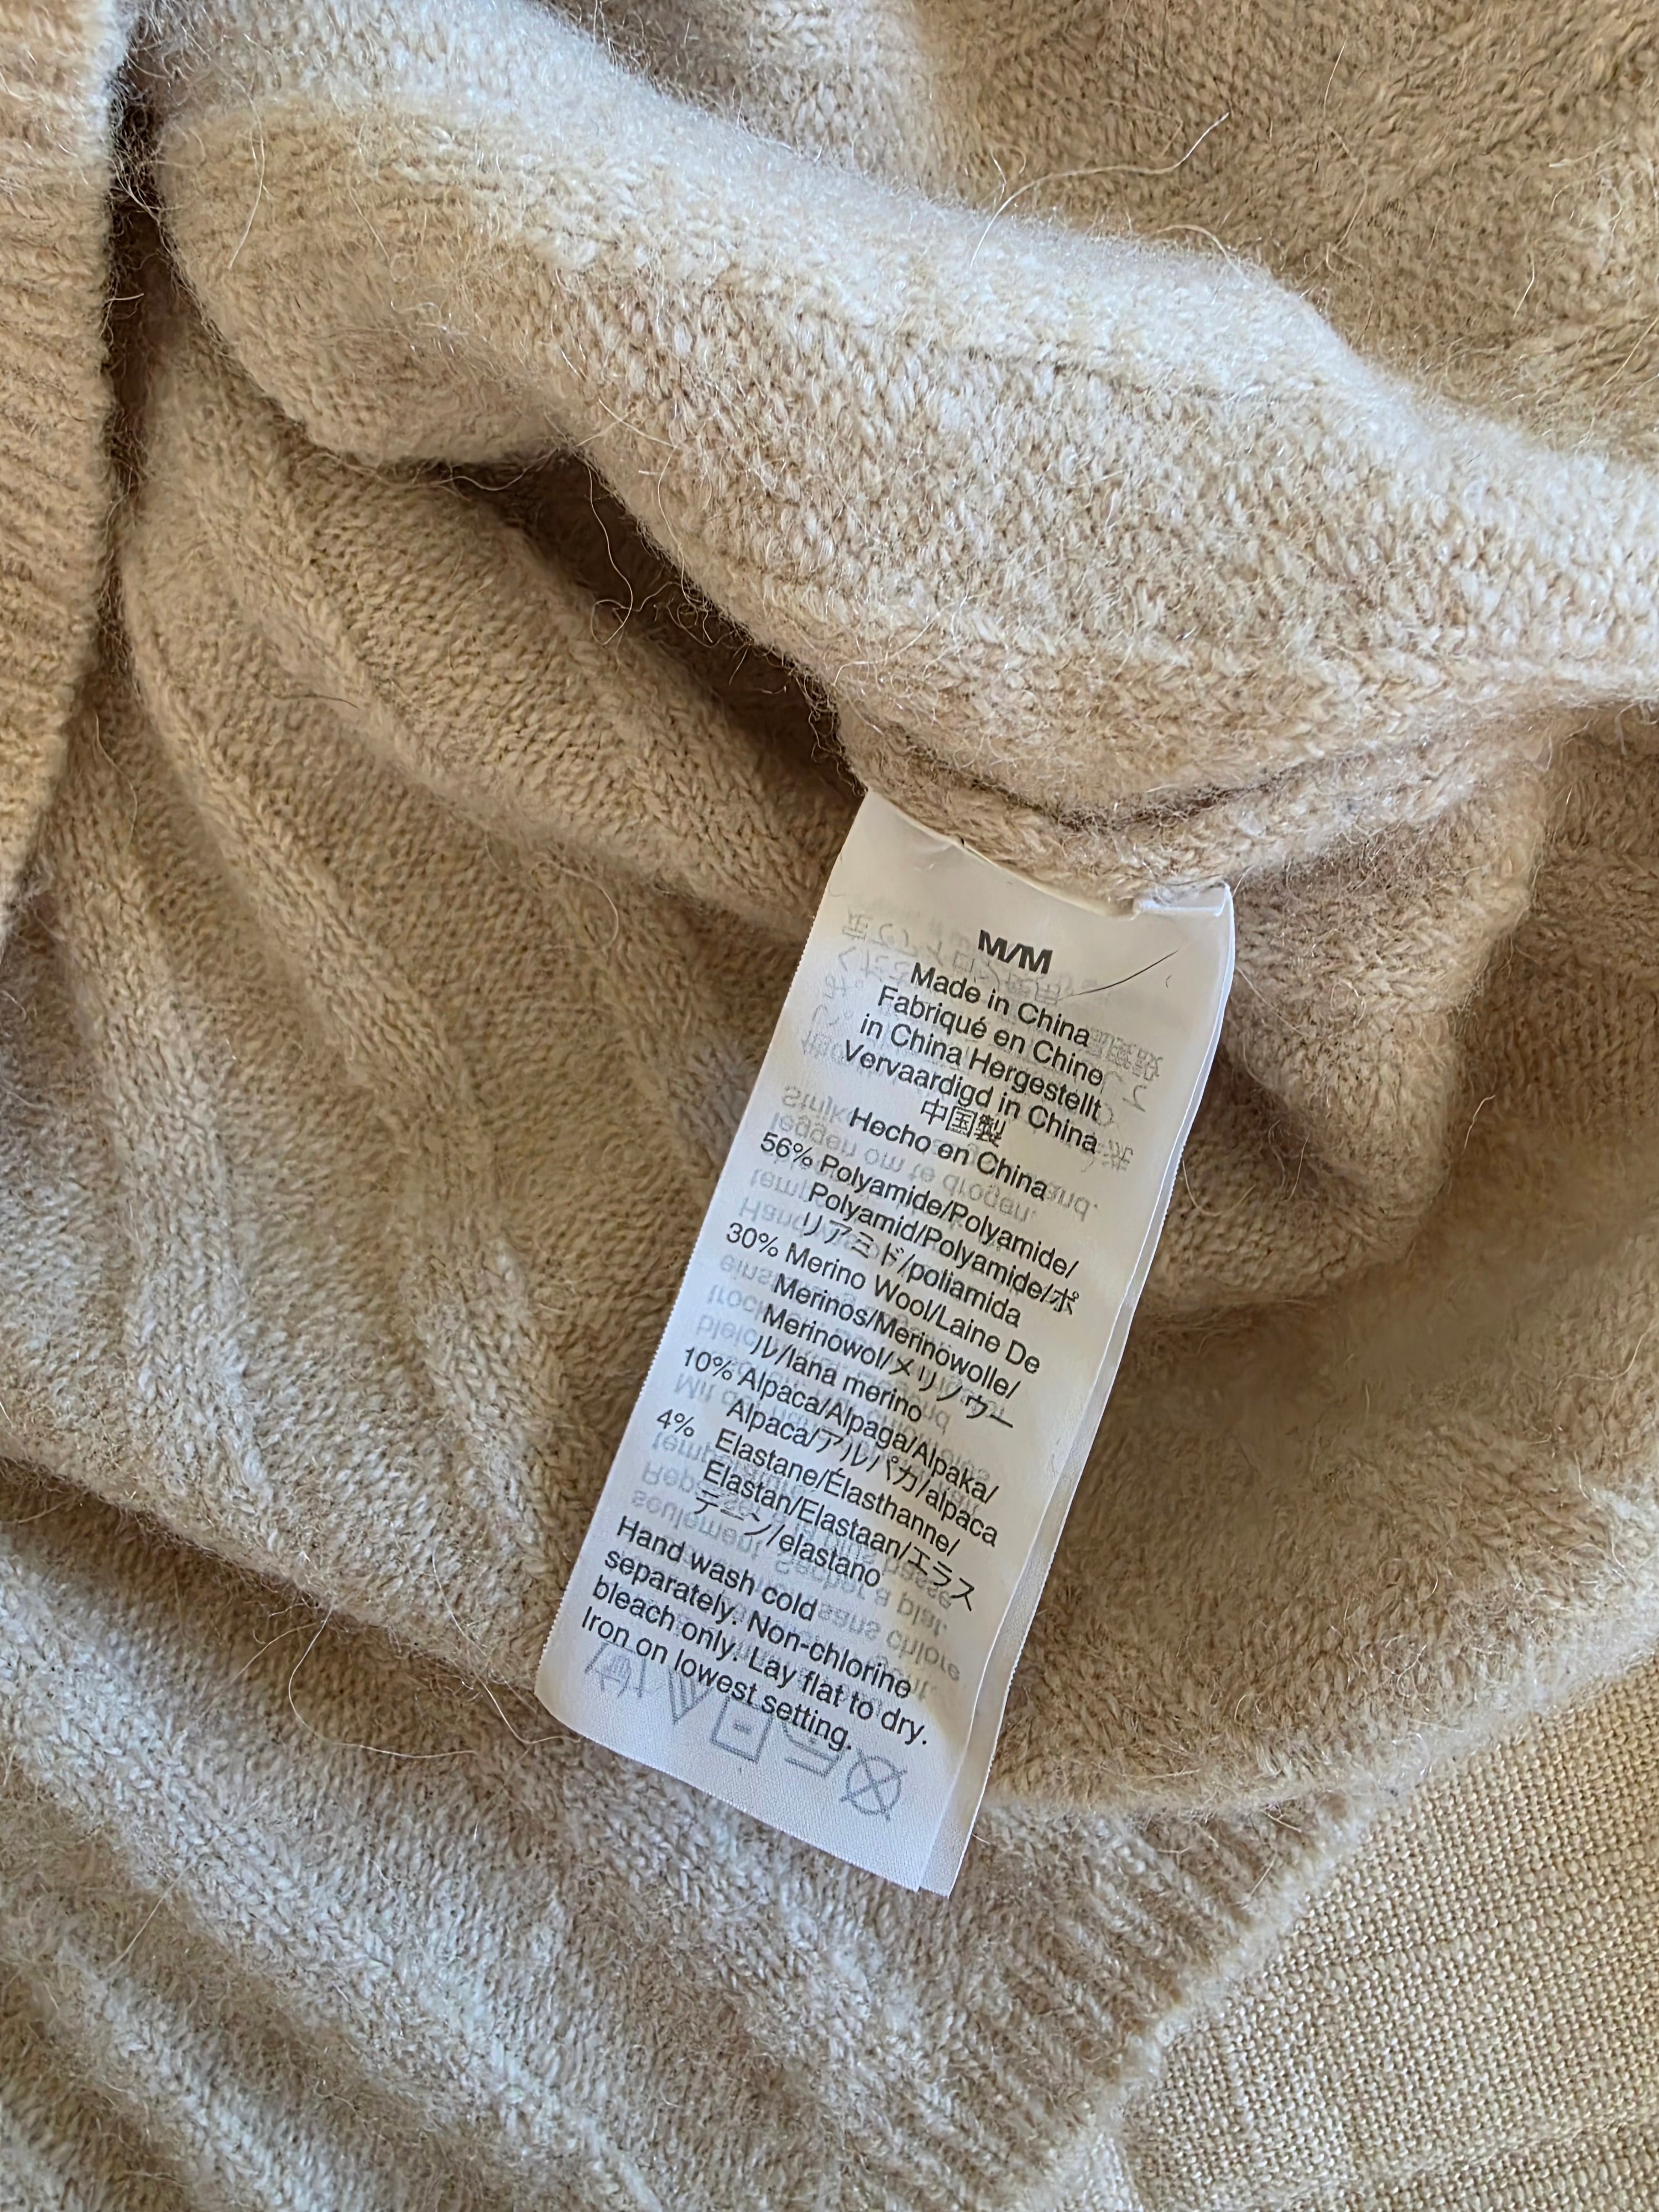 M/M
Made in China
Fabriqué en Chine
in China Hergestellt
Vervaardigd in China
中国製
Hecho en China
56% Polyamide/Polyamide/
Polyamid/Polyamide/ポ
リアミド/poliamida
30% Merino Wool/Laine De
Merinos/Merinowolle/
Merinowol/メリノウー
ル/lana merino
10% Alpaca/Alpaga/Alpaka/
Alpaca/アルパカ/alpaca
4% Elastane/Élasthanne/
Elastan/Elastaan/エラス
テーン/elastano
Hand wash cold
separately. Non-chlorine
bleach only. Lay flat to dry.
Iron on lowest setting.